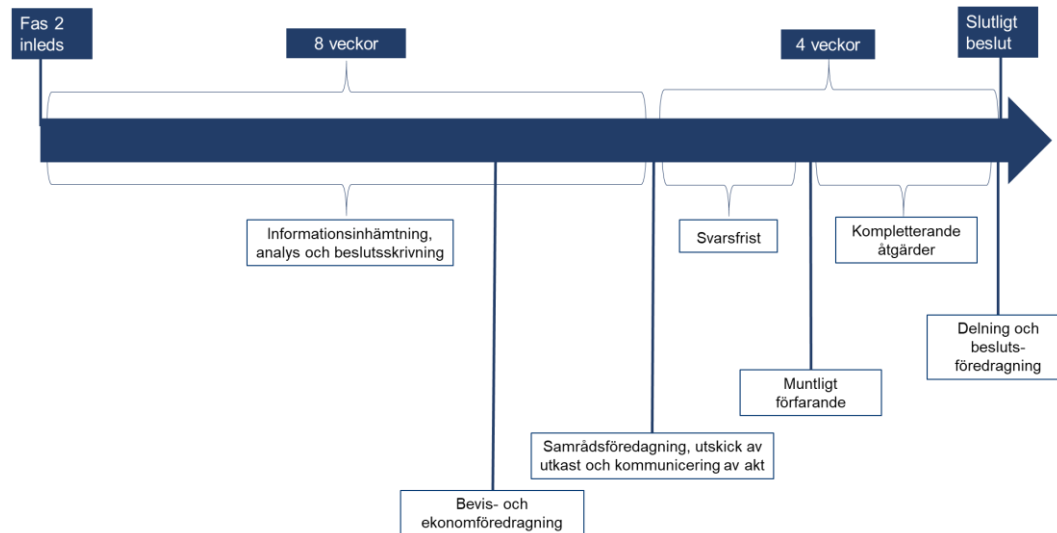 Fas 2
inleds
8 veckor
4 veckor
Slutligt
beslut
Informationsinhämtning,
analys och beslutsskrivning
Svarsfrist
Kompletterande
åtgärder
Delning och
besluts-
föredragning
Muntligt
förfarande
Samrådsföredagning, utskick av
utkast och kommunicering av akt
Bevis- och
ekonomföredragning